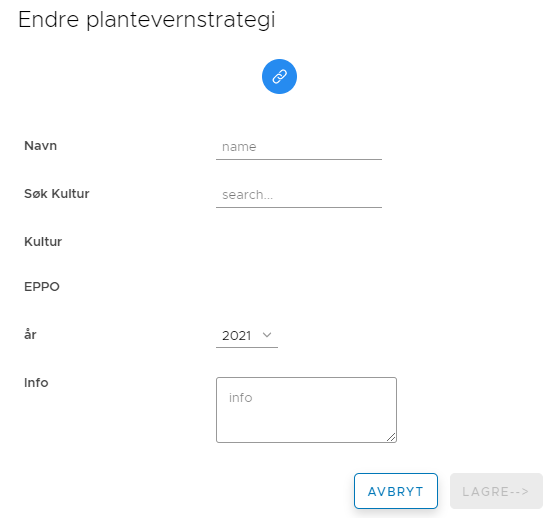 Endre plantevernstrategi
Navn name
Søk Kultur search...
Kultur
EPPO
år 2021
Info info
AVBRYT LAGRE-->